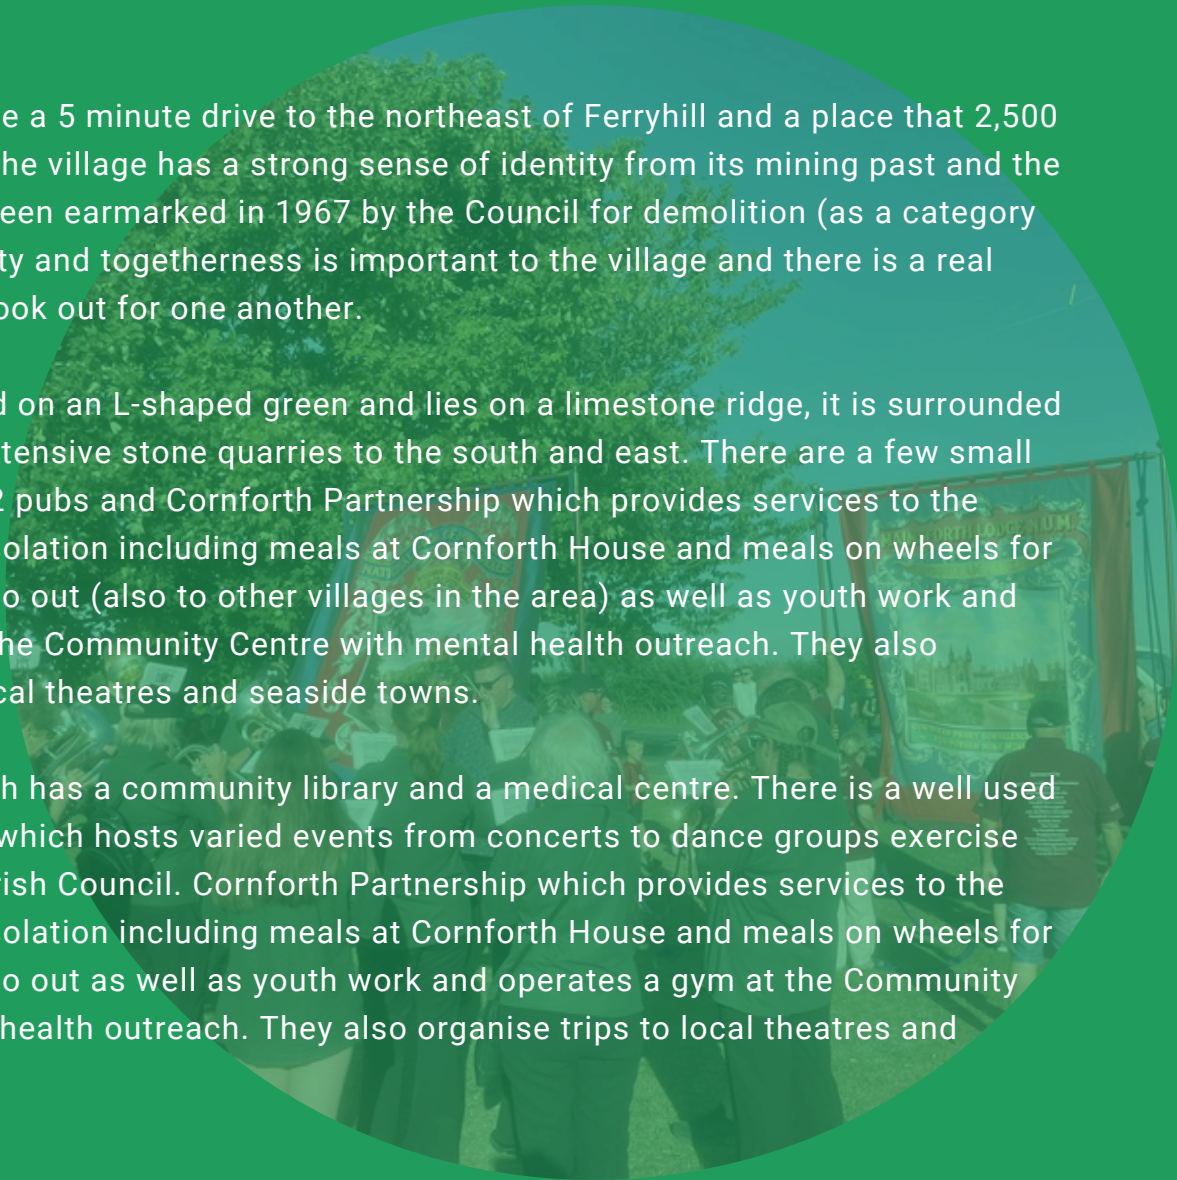 e a 5 minute drive to the northeast of Ferryhill and a place that 2,500
he village has a strong sense of identity from its mining past and the
een earmarked in 1967 by the Council for demolition (as a category
ty and togetherness is important to the village and there is a real
ook out for one another.
d on an L-shaped green and lies on a limestone ridge, it is surrounded
tensive stone quarries to the south and east. There are a few small
2 pubs and Cornforth Partnership which provides services to the
olation including meals at Cornforth House and meals on wheels for
o out (also to other villages in the area) as well as youth work and
he Community Centre with mental health outreach. They also
cal theatres and seaside towns.
h has a community library and a medical centre. There is a well used
which hosts varied events from concerts to dance groups exercise
rish Council. Cornforth Partnership which provides services to the
olation including meals at Cornforth House and meals on wheels for
o out as well as youth work and operates a gym at the Community
health outreach. They also organise trips to local theatres and
LODGE N.U.M.